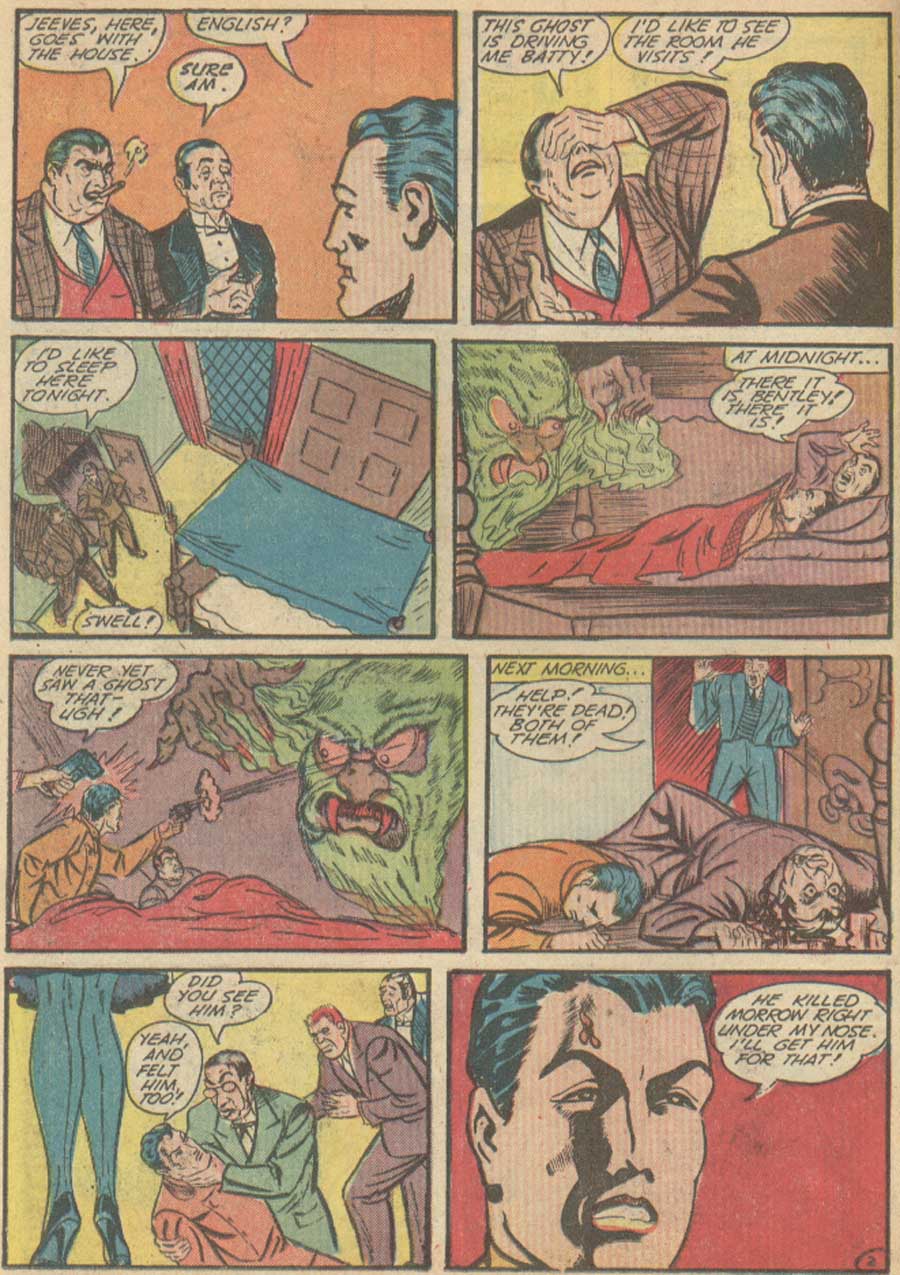 JEEVES, HERE,
GOES WITH
THE HOUSE.
ENGLISH?
SURE
AM.
THIS GHOST
IS DRIVING
ME BATTY!
I'D LIKE TO SEE
THE ROOM HE
VISITS!
I'D LIKE
TO SLEEP
HERE
TONIGHT.
SWELL!
AT MIDNIGHT...
THERE IT
IS, BENTLEY!
THERE IT
IS!
NEVER YET
SAW A GHOST
THAT-
UGH!
NEXT MORNING...
HELP!
THEY'RE DEAD!
BOTH OF
THEM!
DID
YOU SEE
HIM?
YEAH,
AND
FELT
HIM,
TOO!
HE KILLED
MORROW RIGHT
UNDER MY NOSE.
I'LL GET HIM
FOR THAT!
2